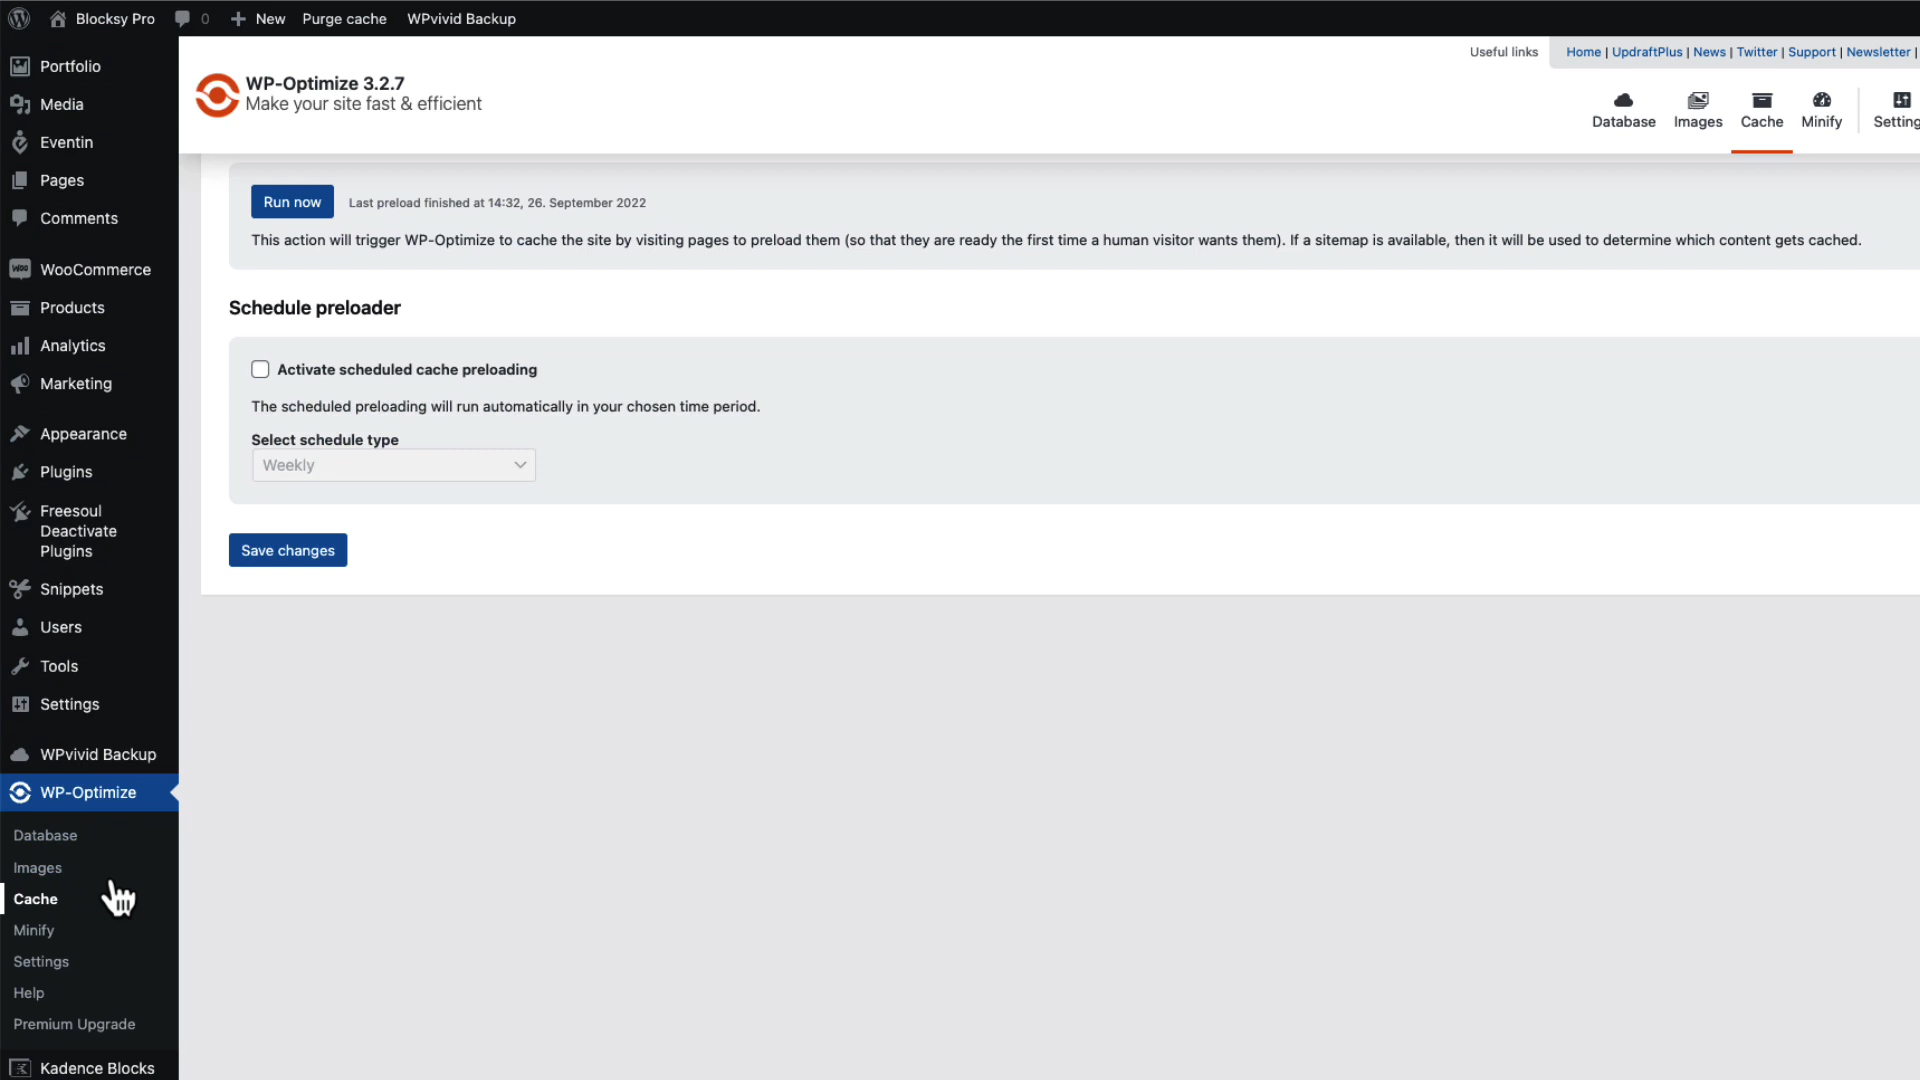 Blocksy Pro
0
New
Purge cache
WPvivid Backup
Portfolio
Media
Eventin
Pages
Comments
WooCommerce
Products
Analytics
Marketing
Appearance
Plugins
Freesoul
Deactivate
Plugins
Snippets
Users
Tools
Settings
WPvivid Backup
WP-Optimize
Database
Images
Cache
Minify
Settings
Help
Premium Upgrade
Kadence Blocks
Useful links
Home | UpdraftPlus | News | Twitter | Support | Newsletter |
WP-Optimize 3.2.7
Make your site fast & efficient
Database
Images
Cache
Minify
Setting
Run now
Last preload finished at 14:32, 26. September 2022
This action will trigger WP-Optimize to cache the site by visiting pages to preload them (so that they are ready the first time a human visitor wants them). If a sitemap is available, then it will be used to determine which content gets cached.
Schedule preloader
Activate scheduled cache preloading
The scheduled preloading will run automatically in your chosen time period.
Select schedule type
Weekly
Save changes